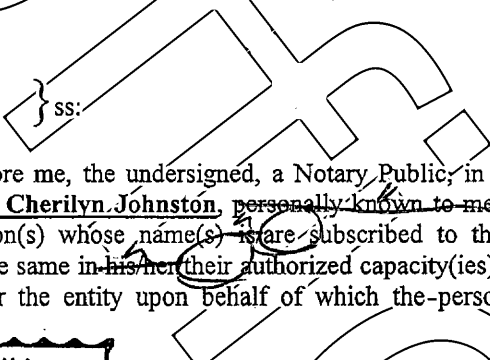 } ss:
ore me, the undersigned, a Notary Public, in
Cherilyn Johnston, personally known to me
on(s) whose name(s) is/are subscribed to th
e same in his/her/their authorized capacity(ies)
r the entity upon behalf of which the-perso